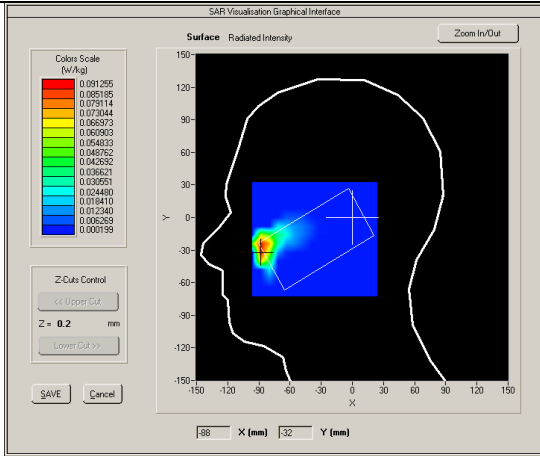 SAR Visualisation Graphical Interface
Surface Radiated Intensity
Zoom In/Out
Colors Scale
(W/kg)
0.091255
0.085185
0.079114
0.073044
0.066973
0.060903
0.054833
0.048762
0.042692
0.036621
0.030551
0.024480
0.018410
0.012340
0.006269
0.000199
Z-Cuts Control
<< Upper Cut
Z = 0.2 mm
Lower Cut >>
SAVE Cancel
150
120
90
60
30
0
-30
-60
-90
-120
-150
Y
-150 -120 -90 -60 -30 0 30 60 90 120 150
X
-88 X (mm) -32 Y (mm)